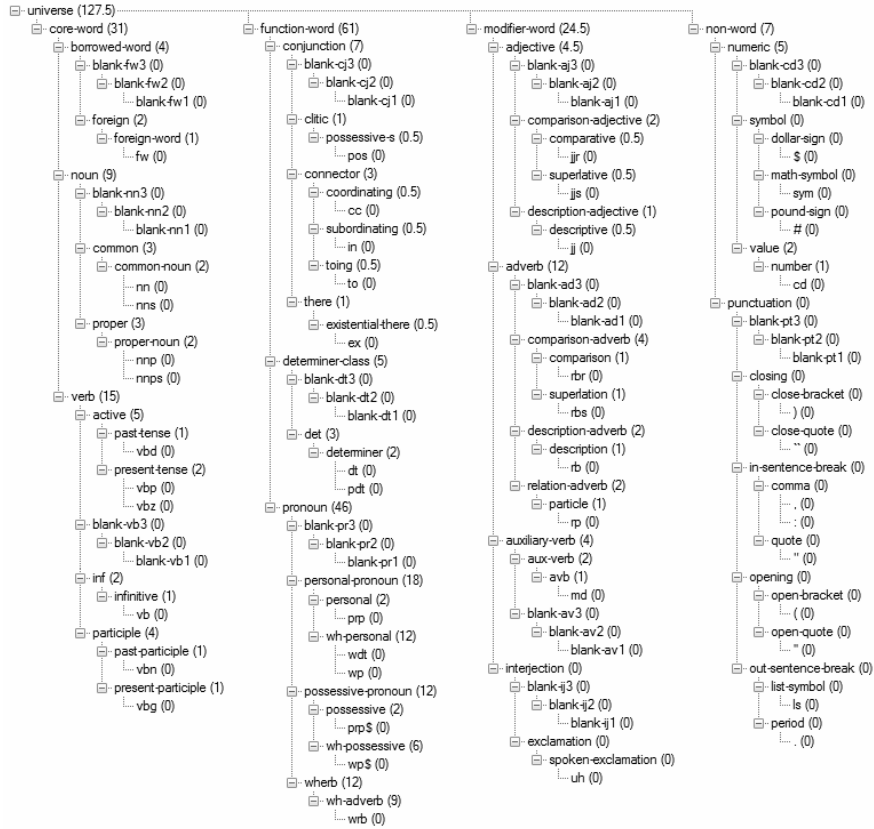 universe (127.5)
core-word (31)
borrowed-word (4)
blank-fw3 (0)
blank-fw2 (0)
blank-fw1 (0)
foreign (2)
foreign-word (1)
fw (0)
noun (9)
blank-nn3 (0)
blank-nn2 (0)
blank-nn1 (0)
common (3)
common-noun (2)
nn (0)
nns (0)
proper (3)
proper-noun (2)
nnp (0)
nnps (0)
verb (15)
active (5)
past-tense (1)
vbd (0)
present-tense (2)
vbp (0)
vbz (0)
blank-vb3 (0)
blank-vb2 (0)
blank-vb1 (0)
inf (2)
infinitive (1)
vb (0)
participle (4)
past-participle (1)
vbn (0)
present-participle (1)
vbg (0)
function-word (61)
conjunction (7)
blank-cj3 (0)
blank-cj2 (0)
blank-cj1 (0)
clitic (1)
possessive-s (0.5)
pos (0)
connector (3)
coordinating (0.5)
cc (0)
subordinating (0.5)
in (0)
toing (0.5)
to (0)
there (1)
existential-there (0.5)
ex (0)
determiner-class (5)
blank-dt3 (0)
blank-dt2 (0)
blank-dt1 (0)
det (3)
determiner (2)
dt (0)
pdt (0)
pronoun (46)
blank-pr3 (0)
blank-pr2 (0)
blank-pr1 (0)
personal-pronoun (18)
personal (2)
prp (0)
wh-personal (12)
wdt (0)
wp (0)
possessive-pronoun (12)
possessive (2)
prp$ (0)
wh-possessive (6)
wp$ (0)
wherb (12)
wh-adverb (9)
wrb (0)
modifier-word (24.5)
adjective (4.5)
blank-aj3 (0)
blank-aj2 (0)
blank-aj1 (0)
comparison-adjective (2)
comparative (0.5)
jjr (0)
superlative (0.5)
jjs (0)
description-adjective (1)
descriptive (0.5)
jj (0)
adverb (12)
blank-ad3 (0)
blank-ad2 (0)
blank-ad1 (0)
comparison-adverb (4)
comparison (1)
rbr (0)
superlation (1)
rbs (0)
description-adverb (2)
description (1)
rb (0)
relation-adverb (2)
particle (1)
rp (0)
auxiliary-verb (4)
aux-verb (2)
avb (1)
md (0)
blank-av3 (0)
blank-av2 (0)
blank-av1 (0)
interjection (0)
blank-ij3 (0)
blank-ij2 (0)
blank-ij1 (0)
exclamation (0)
spoken-exclamation (0)
uh (0)
non-word (7)
numeric (5)
blank-cd3 (0)
blank-cd2 (0)
blank-cd1 (0)
symbol (0)
dollar-sign (0)
$ (0)
math-symbol (0)
sym (0)
pound-sign (0)
# (0)
value (2)
number (1)
cd (0)
punctuation (0)
blank-pt3 (0)
blank-pt2 (0)
blank-pt1 (0)
closing (0)
close-bracket (0)
) (0)
close-quote (0)
`` (0)
in-sentence-break (0)
comma (0)
, (0)
: (0)
quote (0)
" (0)
opening (0)
open-bracket (0)
( (0)
open-quote (0)
'' (0)
out-sentence-break (0)
list-symbol (0)
ls (0)
period (0)
. (0)